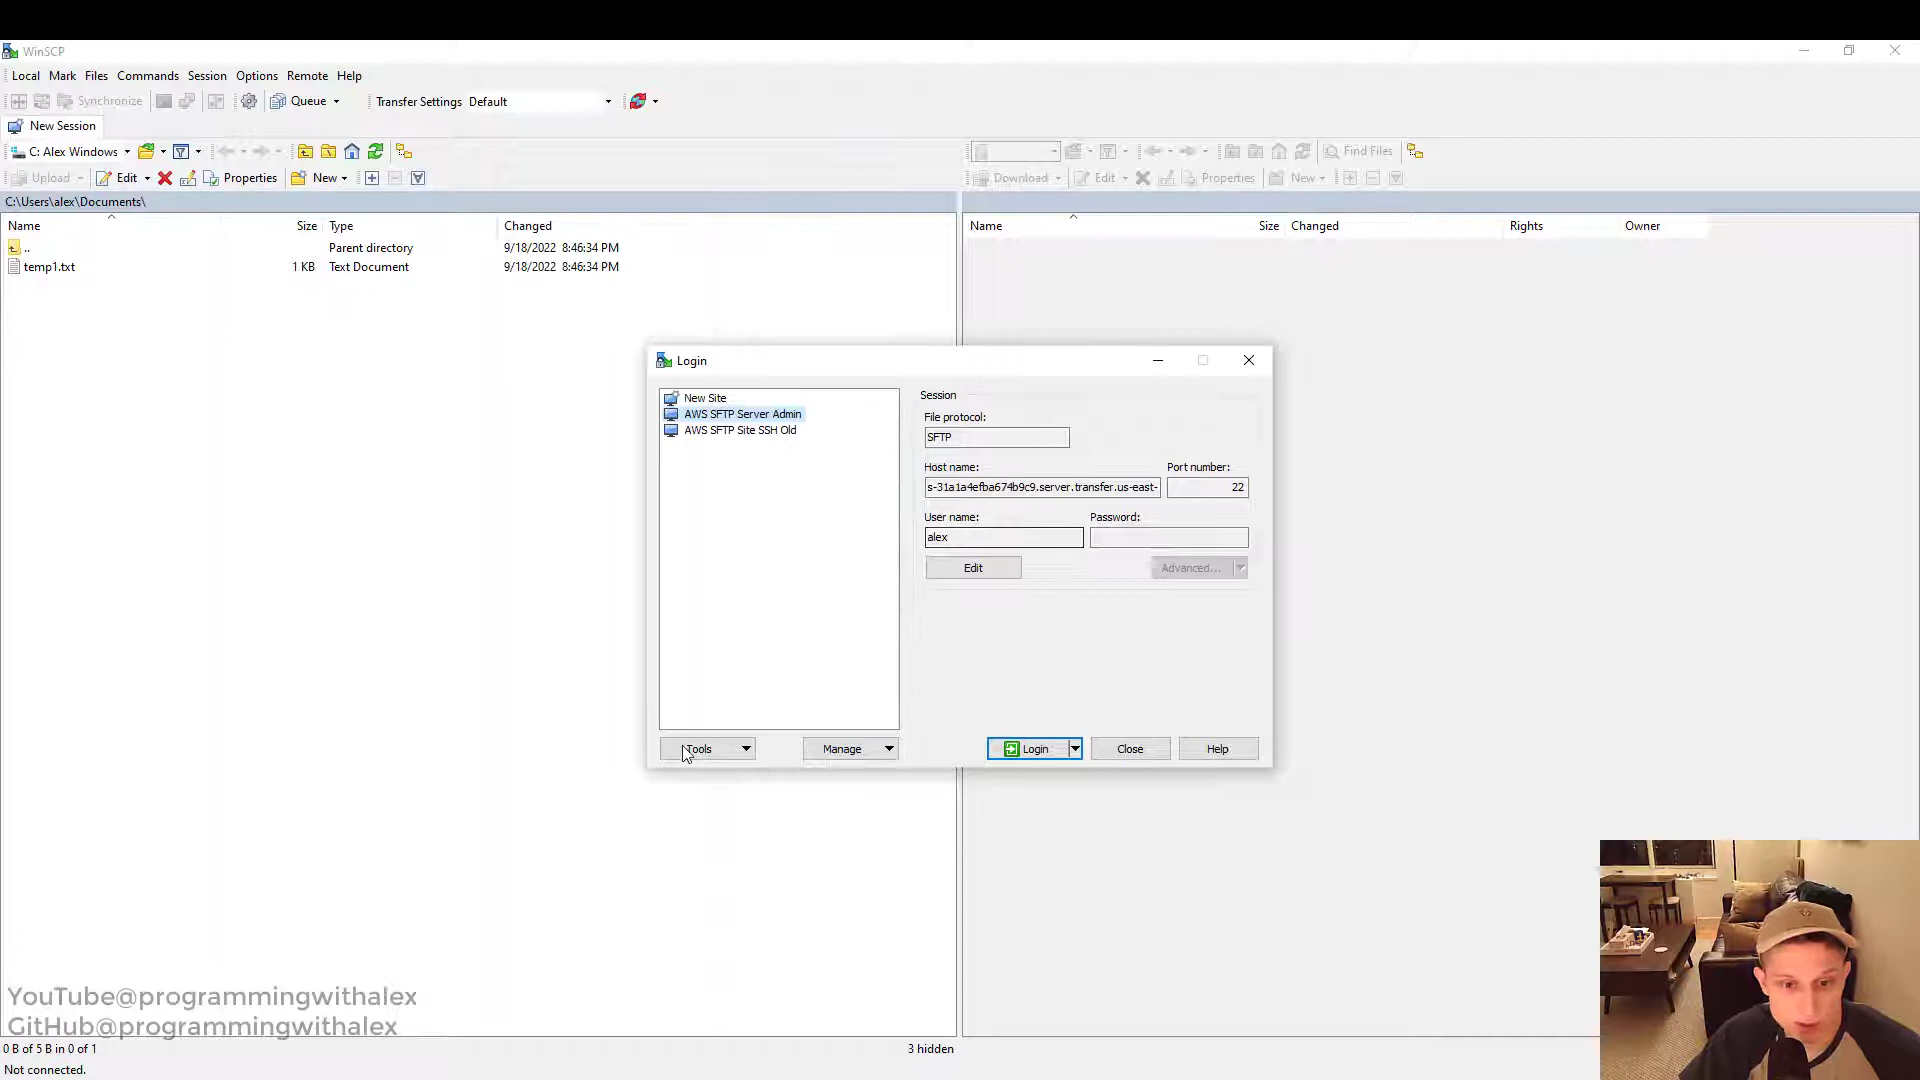 WinSCP
Local Mark Files Commands Session Options Remote Help
Synchronize Queue Transfer Settings Default
New Session
C: Alex Windows Find Files
Upload Edit Properties New Download Edit Properties New
C:\Users\alex\Documents\
Name Size Type Changed Name Size Changed Rights Owner
.. Parent directory 9/18/2022 8:46:34 PM
temp1.txt 1 KB Text Document 9/18/2022 8:46:34 PM
Login
New Site
AWS SFTP Server Admin
AWS SFTP Site SSH Old
Session
File protocol:
SFTP
Host name: Port number:
s-31a1a4efba674b9c9.server.transfer.us-east- 22
User name: Password:
alex
Edit Advanced...
Tools Manage Login Close Help
YouTube@programmingwithalex
GitHub@programmingwithalex
0 B of 5 B in 0 of 1 3 hidden
Not connected.